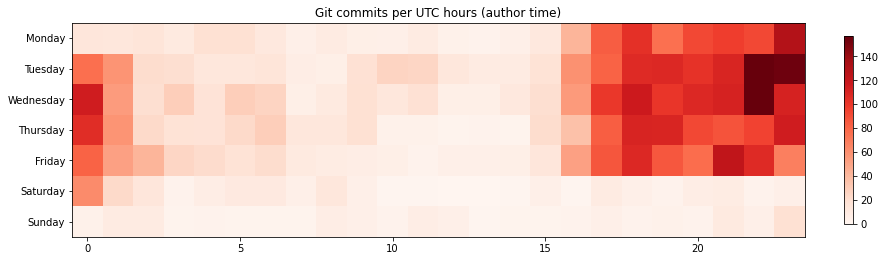 Git commits per UTC hours (author time)
Monday
Tuesday
Wednesday
Thursday
Friday
Saturday
Sunday
0 5 10 15 20
140
120
100
80
60
40
20
0